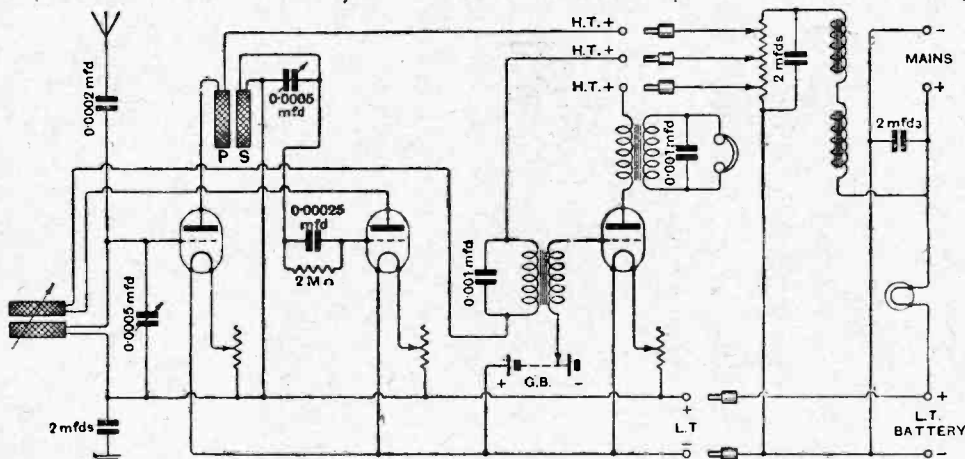 H.T. +
H.T. +
H.T. +
2 mfds
-
MAINS
+
2 mfds
0·0002 mfd
0·0005
mfd
P S
0·001 mfd
0·00025
mfd
2 M Ω
0·001 mfd
0·0005 mfd
+ G.B. -
2 mfds
+
L.T
-
+
L.T.
BATTERY
-